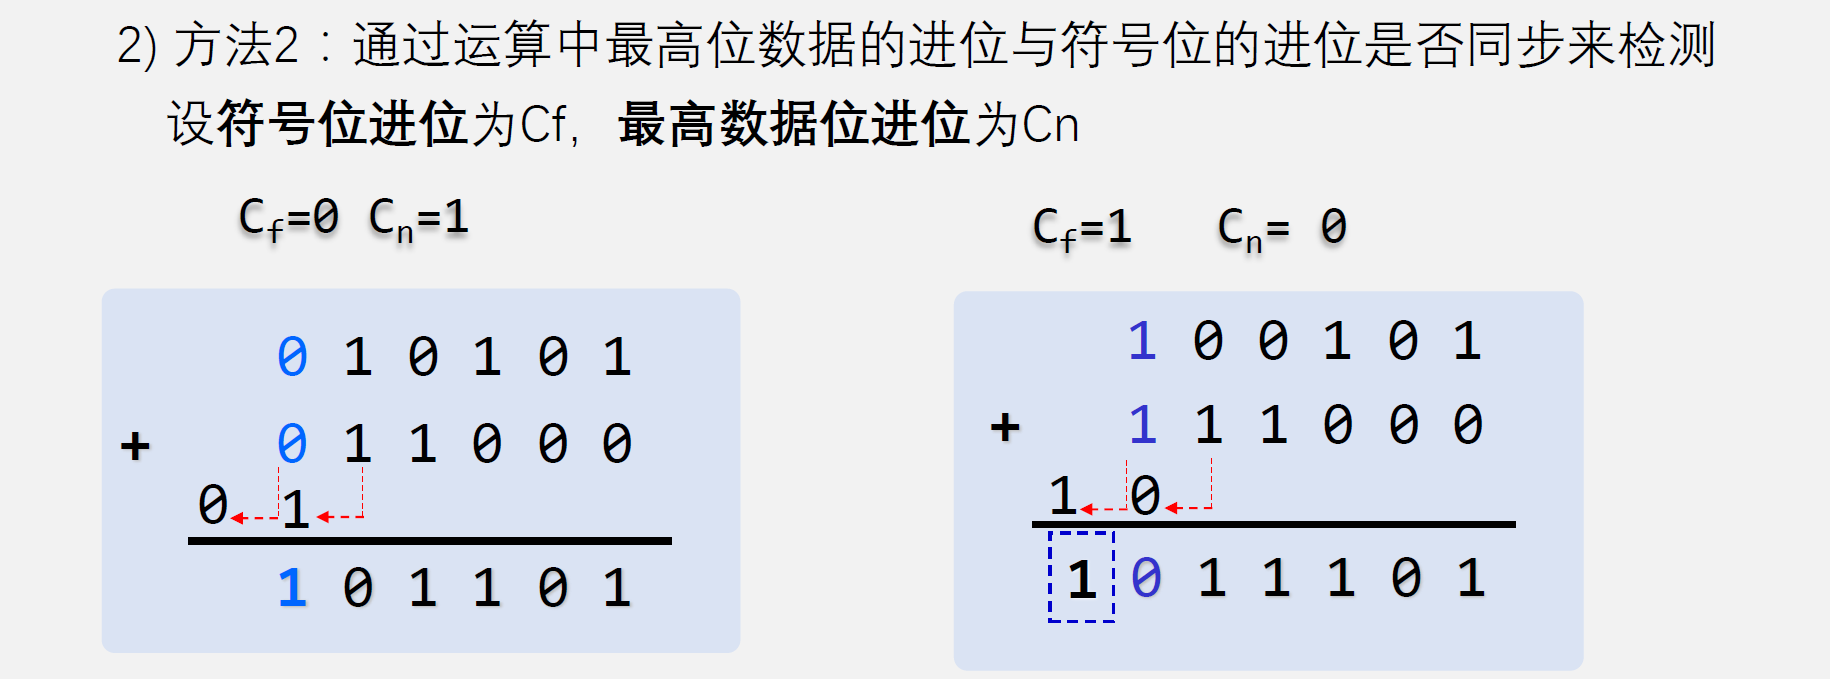 2) 方法2：通过运算中最高位数据的进位与符号位的进位是否同步来检测
设符号位进位为Cf，最高数据位进位为Cn
Cf=0 Cn=1
0 1 0 1 0 1
+ 0 1 1 0 0 0
0 1
1 0 1 1 0 1
Cf=1 Cn= 0
1 0 0 1 0 1
+ 1 1 1 0 0 0
1 0
1 0 1 1 1 0 1